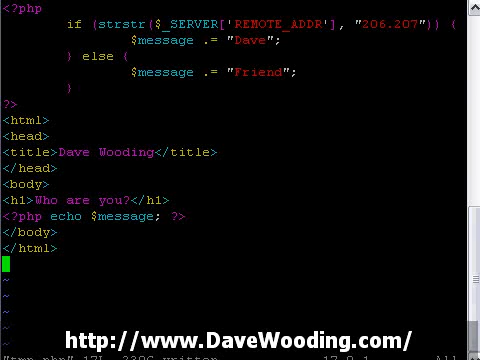 <?php
if (strstr($_SERVER['REMOTE_ADDR'], "206.207")) {
$message .= "Dave";
} else {
$message .= "Friend";
}
?>
<html>
<head>
<title>Dave Wooding</title>
</head>
<body>
<h1>Who are you?</h1>
<?php echo $message; ?>
</body>
</html>
~
~
~
~
~
http://www.DaveWooding.com/